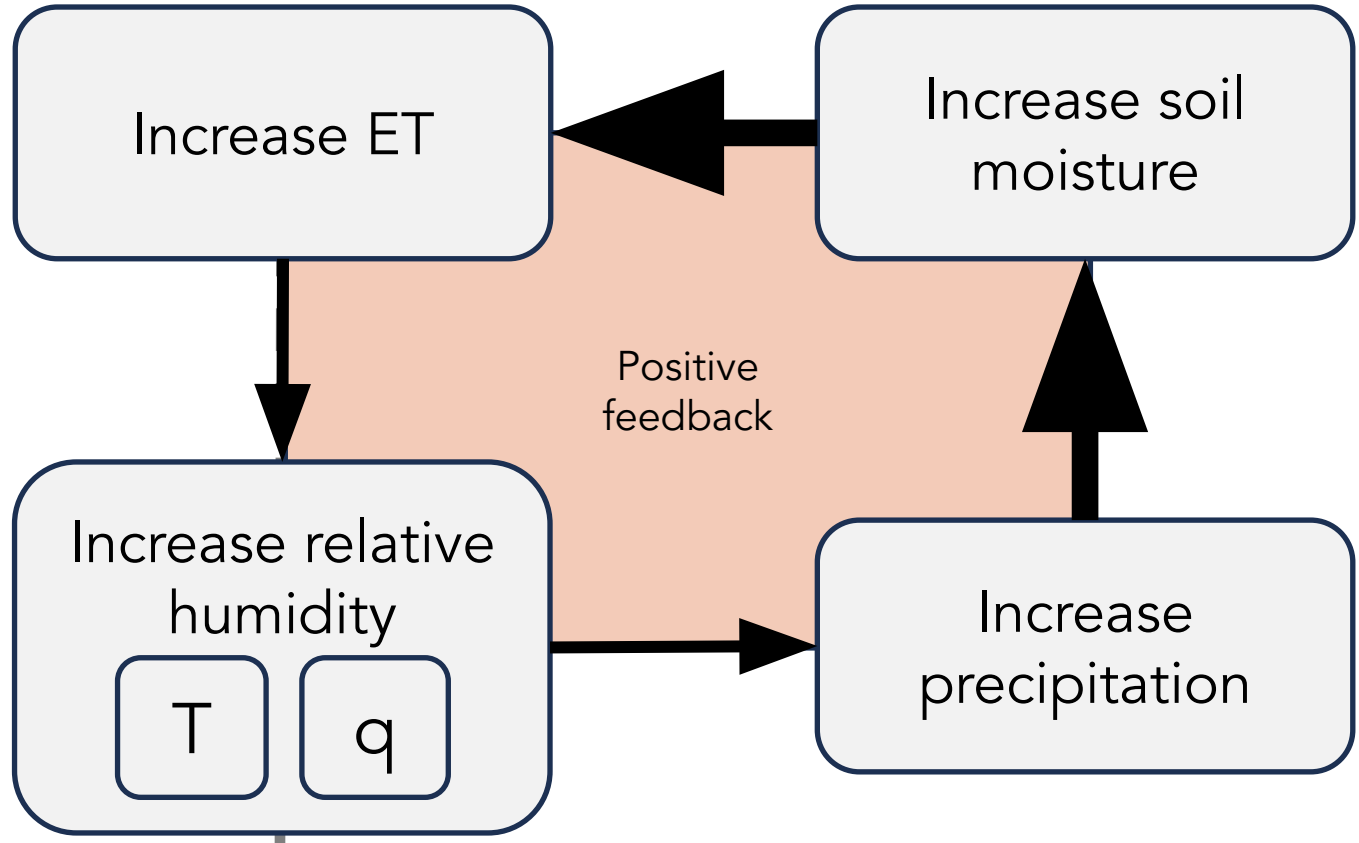 Increase ET
Increase soil
moisture
Positive
feedback
Increase relative
humidity
T
q
Increase
precipitation